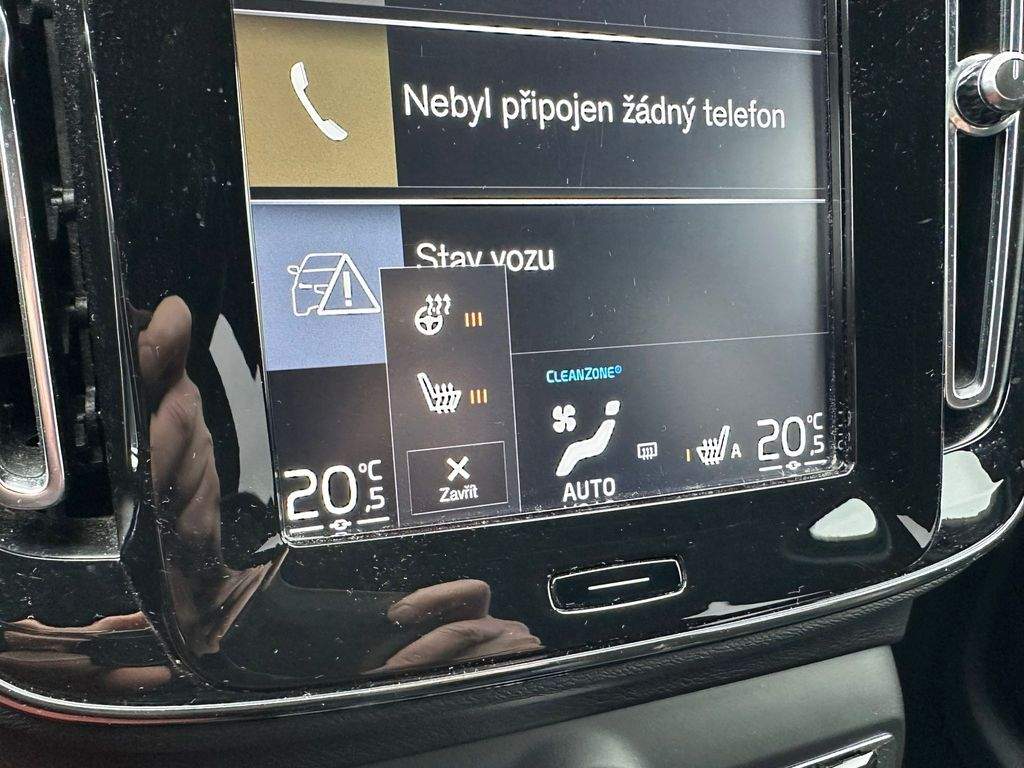 Nebyl připojen žádný telefon
Stav vozu
CLEANZONE
20,5 °C
Zavřít
AUTO
A
20,5 °C